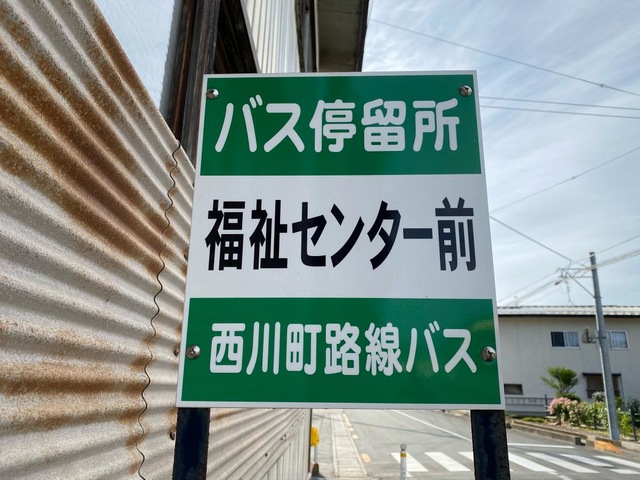 バス停留所
福祉センター前
西川町路線バス